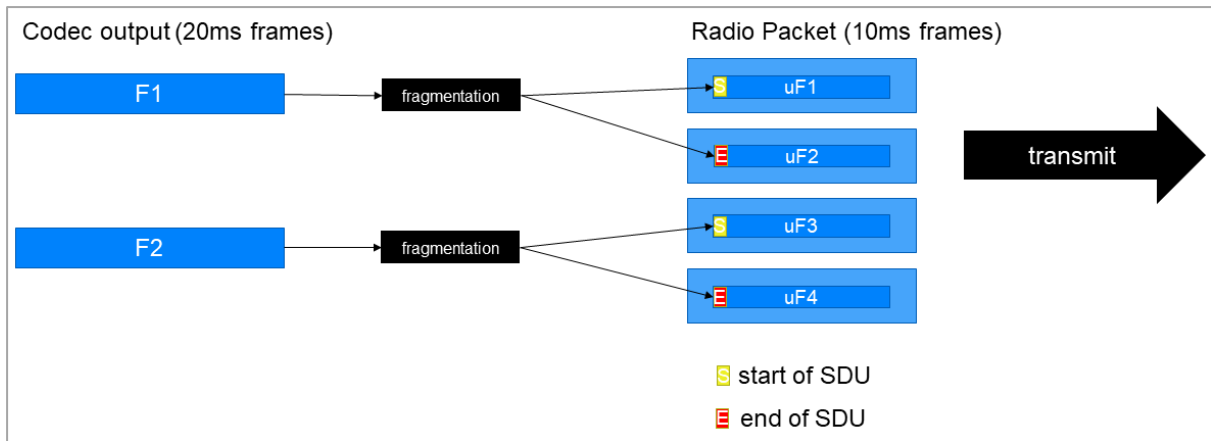 Codec output (20ms frames)
Radio Packet (10ms frames)
F1
fragmentation
S
uF1
E
uF2
transmit
F2
fragmentation
S
uF3
E
uF4
S start of SDU
E end of SDU